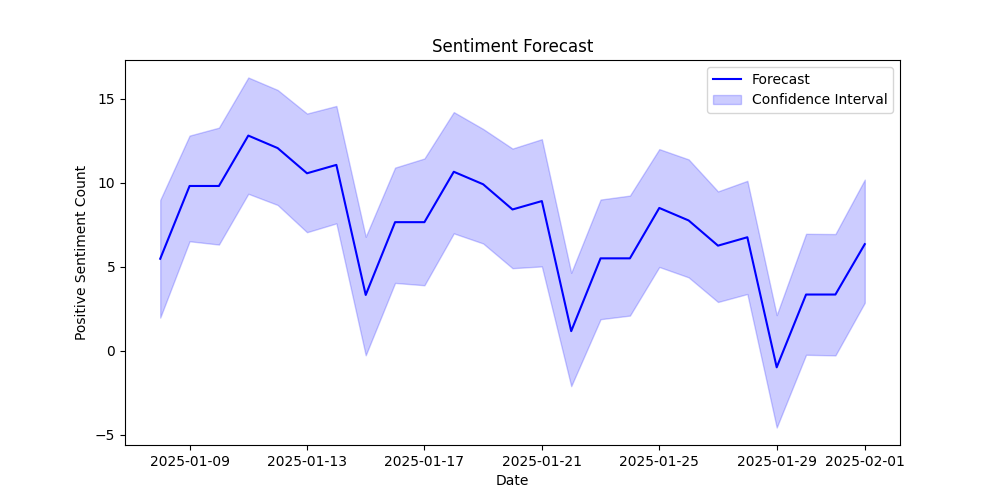 Sentiment Forecast
Forecast
Confidence Interval
Positive Sentiment Count
15
10
5
0
−5
2025-01-09
2025-01-13
2025-01-17
2025-01-21
2025-01-25
2025-01-29
2025-02-01
Date